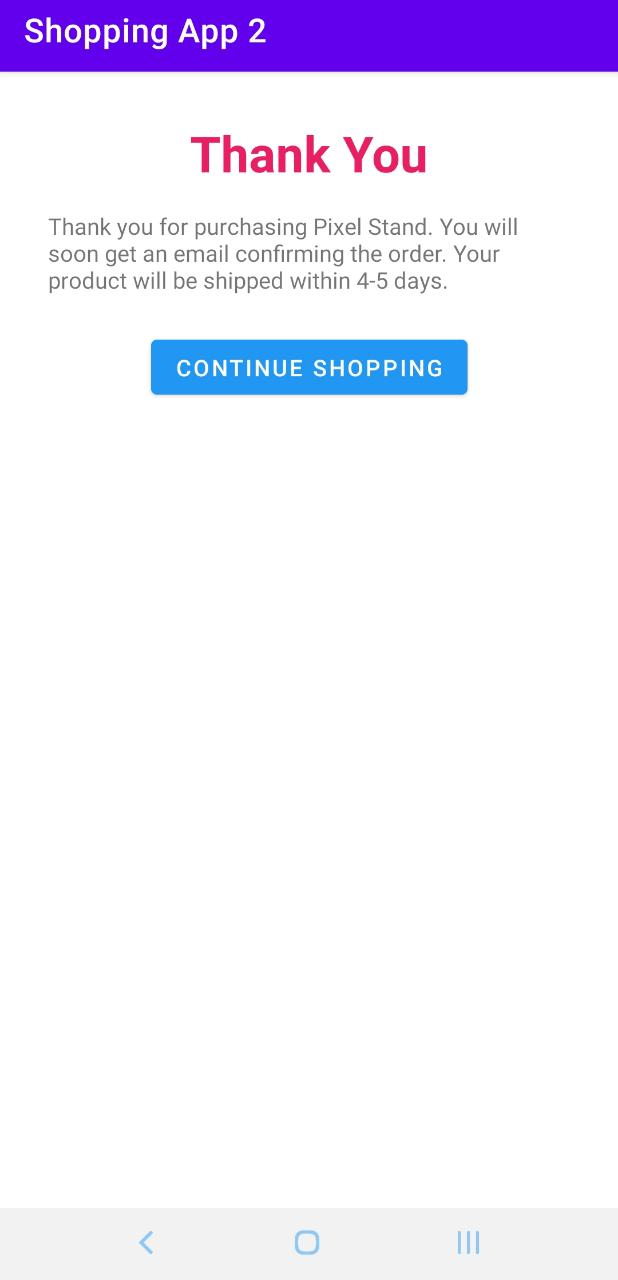 Shopping App 2
Thank You
Thank you for purchasing Pixel Stand. You will
soon get an email confirming the order. Your
product will be shipped within 4-5 days.
CONTINUE SHOPPING